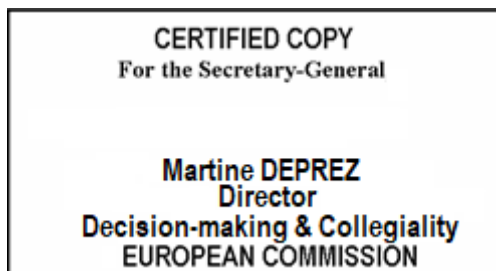 CERTIFIED COPY
For the Secretary-General
Martine DEPREZ
Director
Decision-making & Collegiality
EUROPEAN COMMISSION